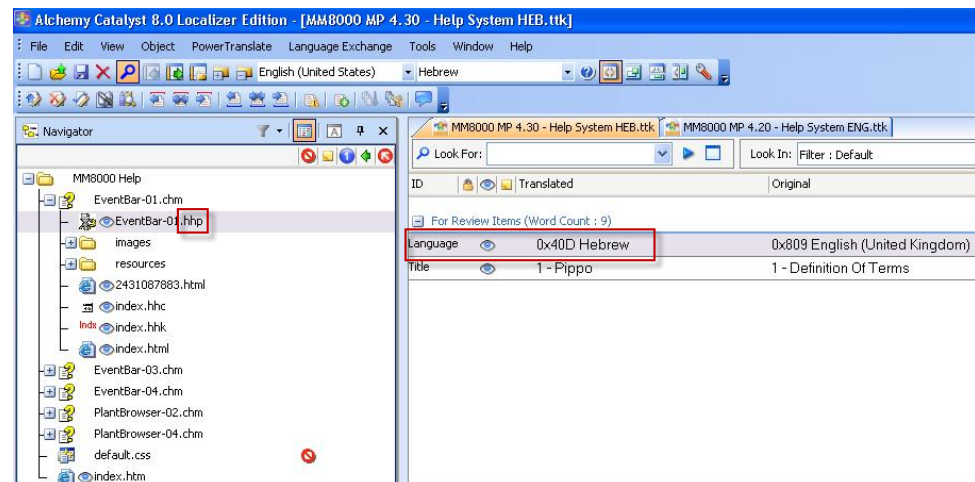 Alchemy Catalyst 8.0 Localizer Edition - [MM8000 MP 4.30 - Help System HEB.ttk]
File Edit View Object PowerTranslate Language Exchange Tools Window Help
English (United States) Hebrew
Navigator
MM8000 MP 4.30 - Help System HEB.ttk MM8000 MP 4.20 - Help System ENG.ttk
Look For: Look In: Filter : Default
MM8000 Help
ID Translated Original
EventBar-01.chm
EventBar-01.hhp
For Review Items (Word Count : 9)
images
Language 0x40D Hebrew 0x809 English (United Kingdom)
resources
Title 1 - Pippo 1 - Definition Of Terms
2431087883.html
index.hhc
Indx index.hhk
index.html
EventBar-03.chm
EventBar-04.chm
PlantBrowser-02.chm
PlantBrowser-04.chm
default.css
index.htm